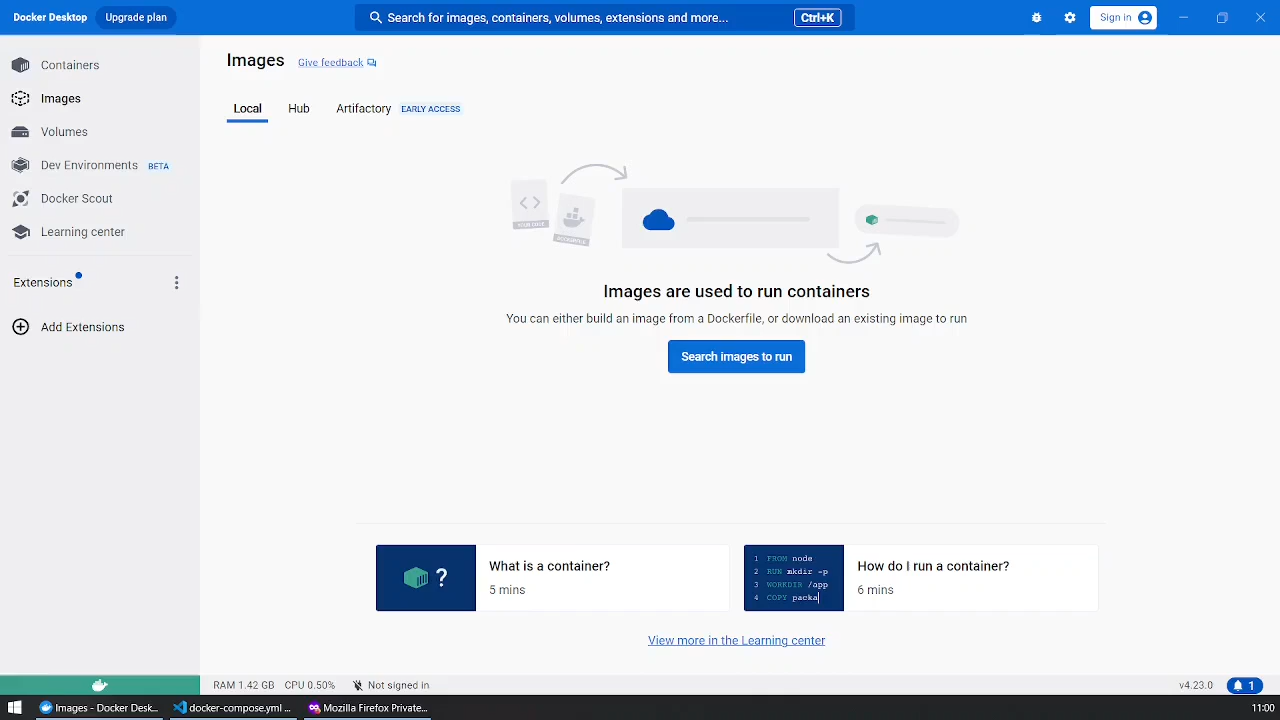 Docker Desktop Upgrade plan Search for images, containers, volumes, extensions and more... Ctrl+K Sign in
Containers
Images
Volumes
Dev Environments BETA
Docker Scout
Learning center
Extensions
Add Extensions
Images Give feedback
Local Hub Artifactory EARLY ACCESS
YOUR CODE
DOCKERFILE
Images are used to run containers
You can either build an image from a Dockerfile, or download an existing image to run
Search images to run
?
What is a container?
5 mins
1 FROM node
2 RUN mkdir -p
3 WORKDIR /app
4 COPY packa
How do I run a container?
6 mins
View more in the Learning center
RAM 1.42 GB CPU 0.50% Not signed in v4.23.0 1
Images - Docker Desk... docker-compose.yml ... Mozilla Firefox Private... 11:00